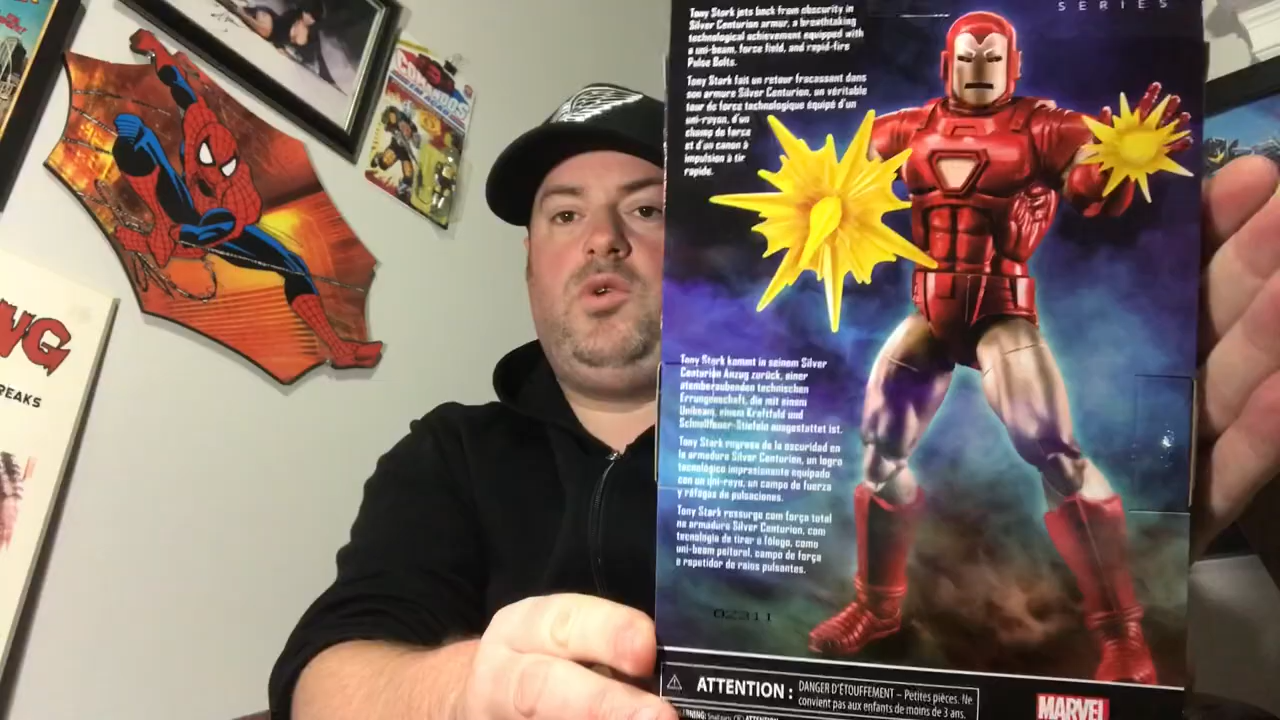 SERIES
Tony Stark jets back from obscurity in
Silver Centurion armor, a breathtaking
technological achievement equipped with
a uni-beam, force field, and rapid-fire
Pulse Bolts.
Tony Stark fait un retour fracassant dans
son armure Silver Centurion, un véritable
tour de force technologique équipé d'un
uni-rayon, d'un
champ de force
et d'un canon à
impulsion à tir
rapide.
Tony Stark kommt in seinem Silver
Centurion Anzug zurück, einer
atemberaubenden technischen
Errungenschaft, die mit einem
Unibeam, einem Kraftfeld und
Schnellfeuer-Stiefeln ausgestattet ist.
Tony Stark regresa de la oscuridad en
la armadura Silver Centurion, un logro
tecnológico impresionante equipado
con un uni-rayo, un campo de fuerza
y ráfagas de pulsaciones.
Tony Stark ressurge com força total
na armadura Silver Centurion, com
tecnologia de tirar o fôlego, como
uni-beam peitoral, campo de força
e repetidor de raios pulsantes.
02311
ATTENTION : DANGER D'ÉTOUFFEMENT – Petites pièces. Ne
convient pas aux enfants de moins de 3 ans.
MARVEL